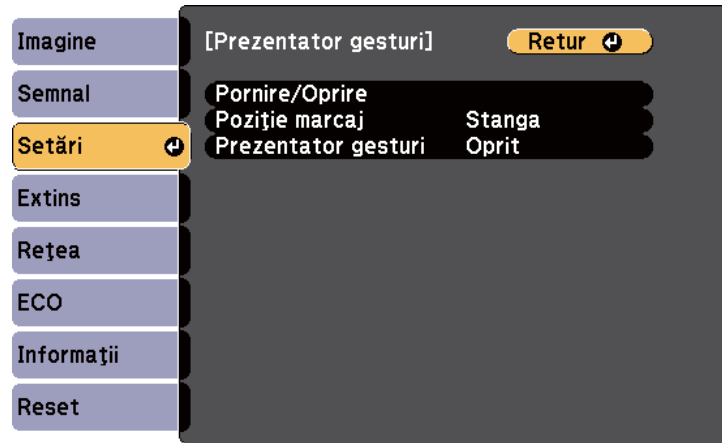 Imagine
Semnal
Setări
Extins
Reţea
ECO
Informaţii
Reset
[Prezentator gesturi] Retur
Pornire/Oprire
Poziţie marcaj Stanga
Prezentator gesturi Oprit